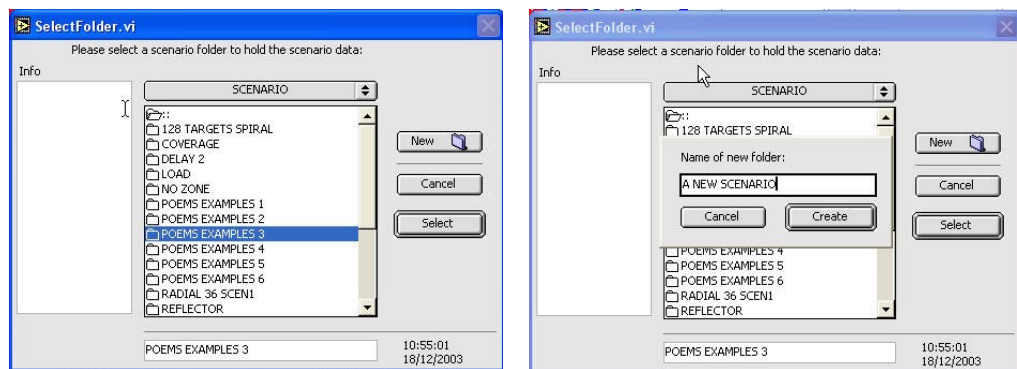 SelectFolder.vi
Please select a scenario folder to hold the scenario data:
Info
SCENARIO
::
128 TARGETS SPIRAL
COVERAGE
DELAY 2
LOAD
NO ZONE
POEMS EXAMPLES 1
POEMS EXAMPLES 2
POEMS EXAMPLES 3
POEMS EXAMPLES 4
POEMS EXAMPLES 5
POEMS EXAMPLES 6
RADIAL 36 SCEN1
REFLECTOR
New
Cancel
Select
POEMS EXAMPLES 3
10:55:01
18/12/2003
SelectFolder.vi
Please select a scenario folder to hold the scenario data:
Info
SCENARIO
::
128 TARGETS SPIRAL
Name of new folder:
A NEW SCENARIO
Cancel
Create
POEMS EXAMPLES 4
POEMS EXAMPLES 5
POEMS EXAMPLES 6
RADIAL 36 SCEN1
REFLECTOR
New
Cancel
Select
POEMS EXAMPLES 3
10:55:01
18/12/2003